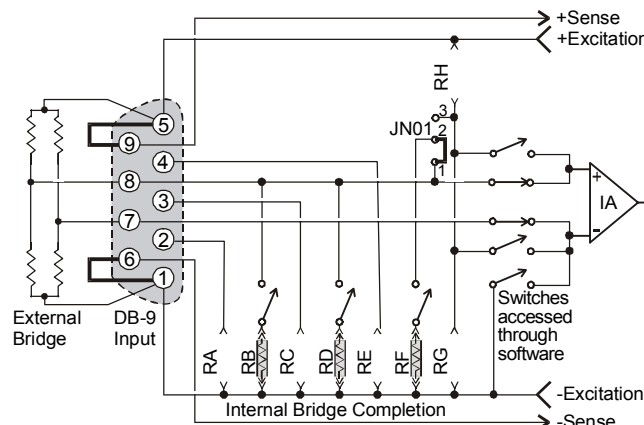 +Sense
+Excitation
RH
5
9
4
8
3
7
2
6
1
3
JN01
2
1
+
IA
-
External
Bridge
DB-9
Input
RA
RB
RC
RD
RE
RF
RG
Switches
accessed
through
software
Internal Bridge Completion
-Excitation
-Sense